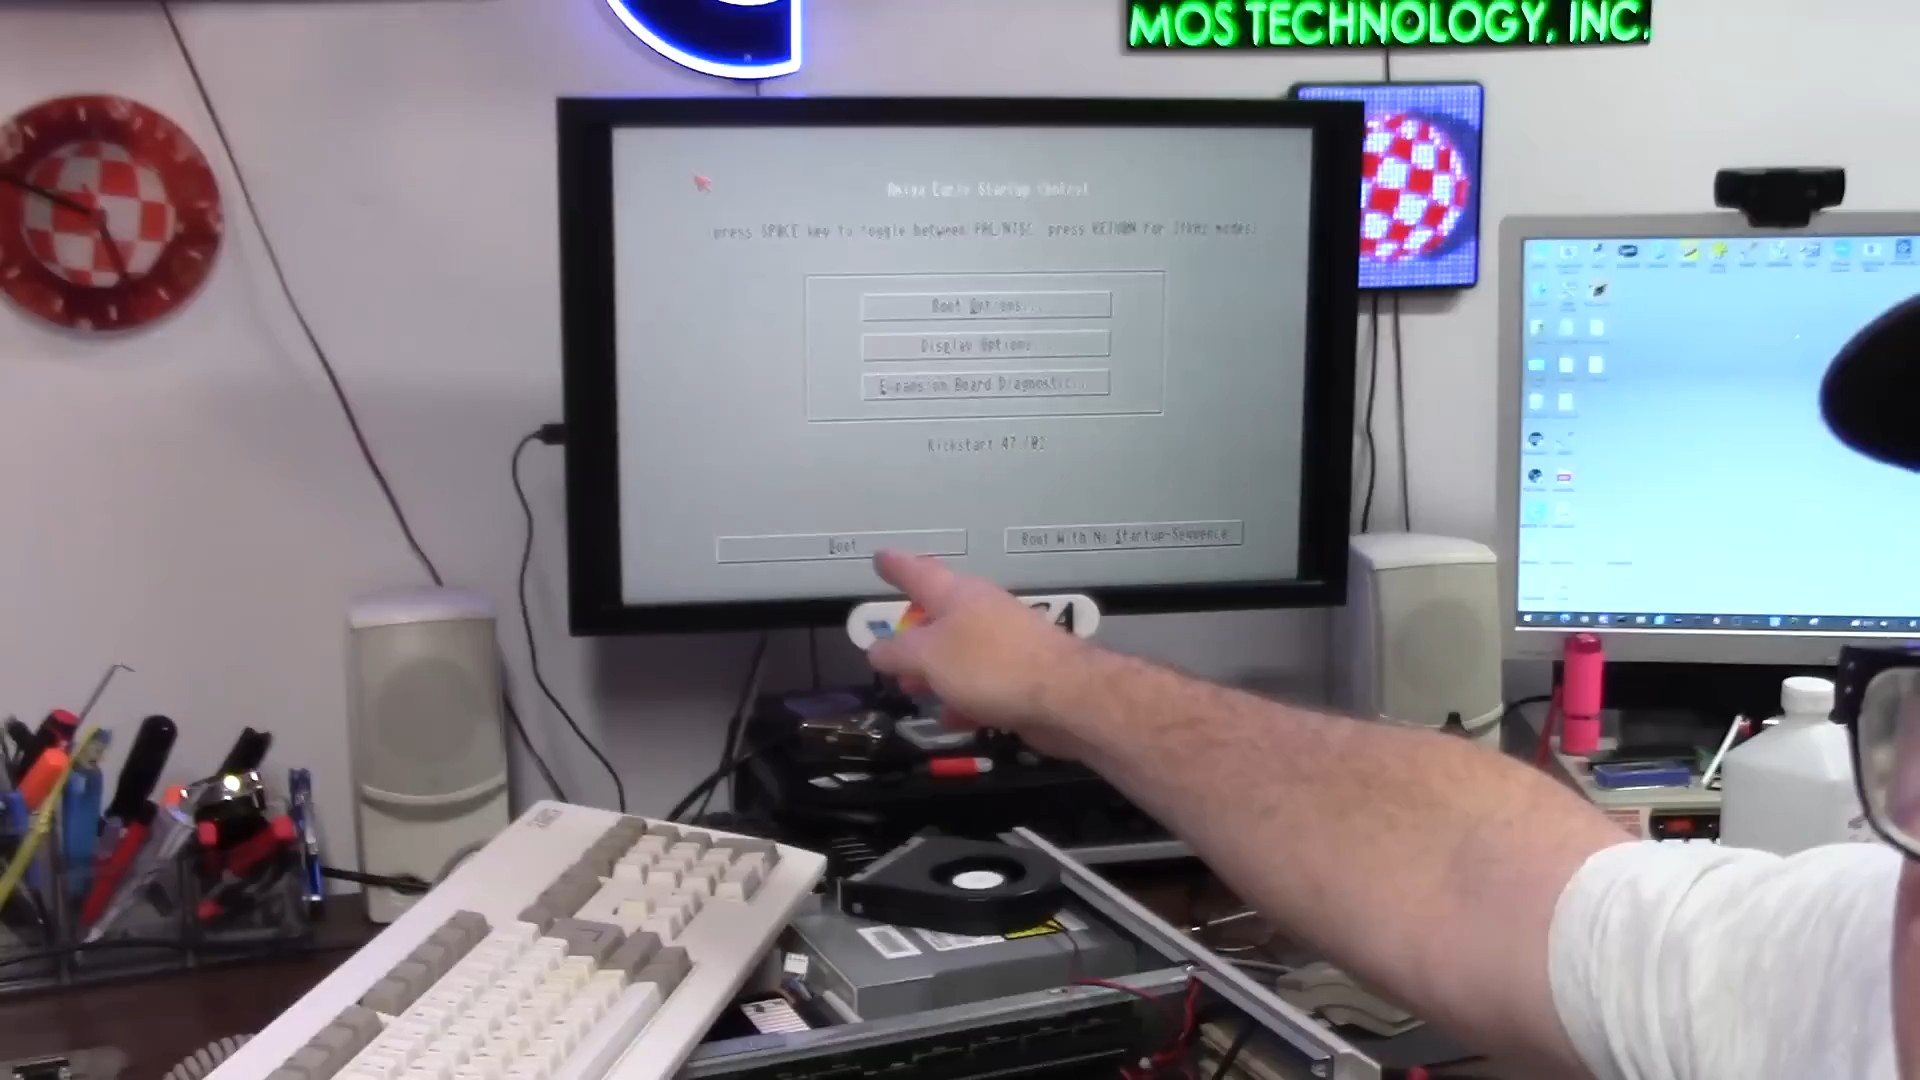 MOS TECHNOLOGY, INC.
Amiga Early Startup Control
press SPACE key to toggle between PAL/NTSC press RETURN for 31kHz modes
Boot Options...
Display Options...
Expansion Board Diagnostic...
Kickstart 47.102
Boot
Boot With No Startup-Sequence
GA